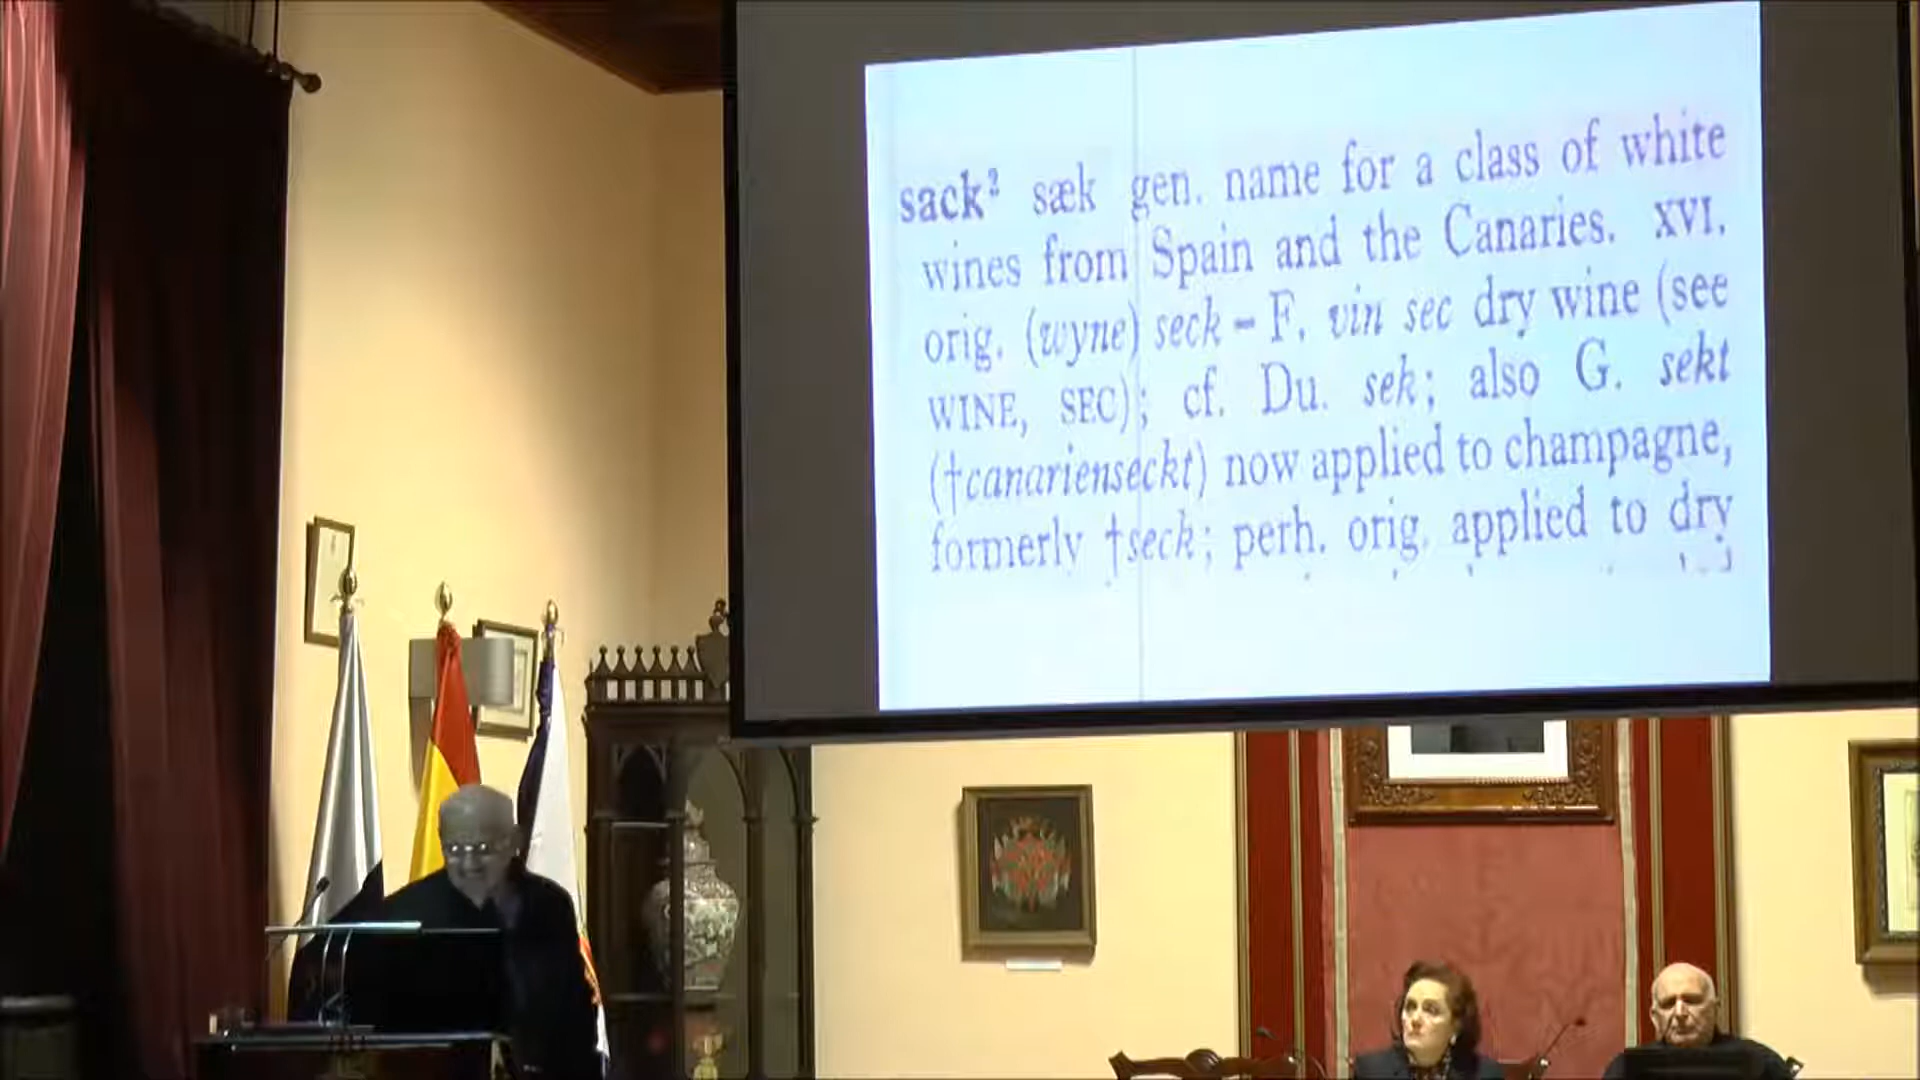 sack² sæk gen. name for a class of white
wines from Spain and the Canaries. XVI.
orig. (wyne) seck – F. vin sec dry wine (see
WINE, SEC); cf. Du. sek; also G. sekt
(†canarienseckt) now applied to champagne,
formerly †seck; perh. orig. applied to dry